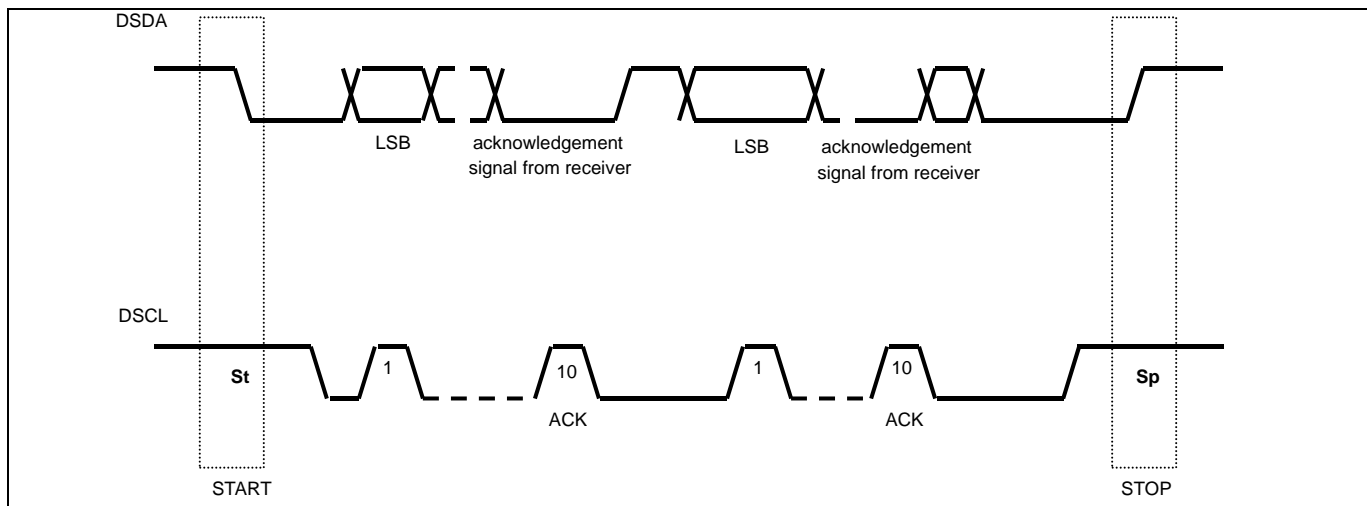 DSDA
LSB
acknowledgement
signal from receiver
LSB
acknowledgement
signal from receiver
DSCL
St
1
10
1
10
Sp
ACK
ACK
START
STOP